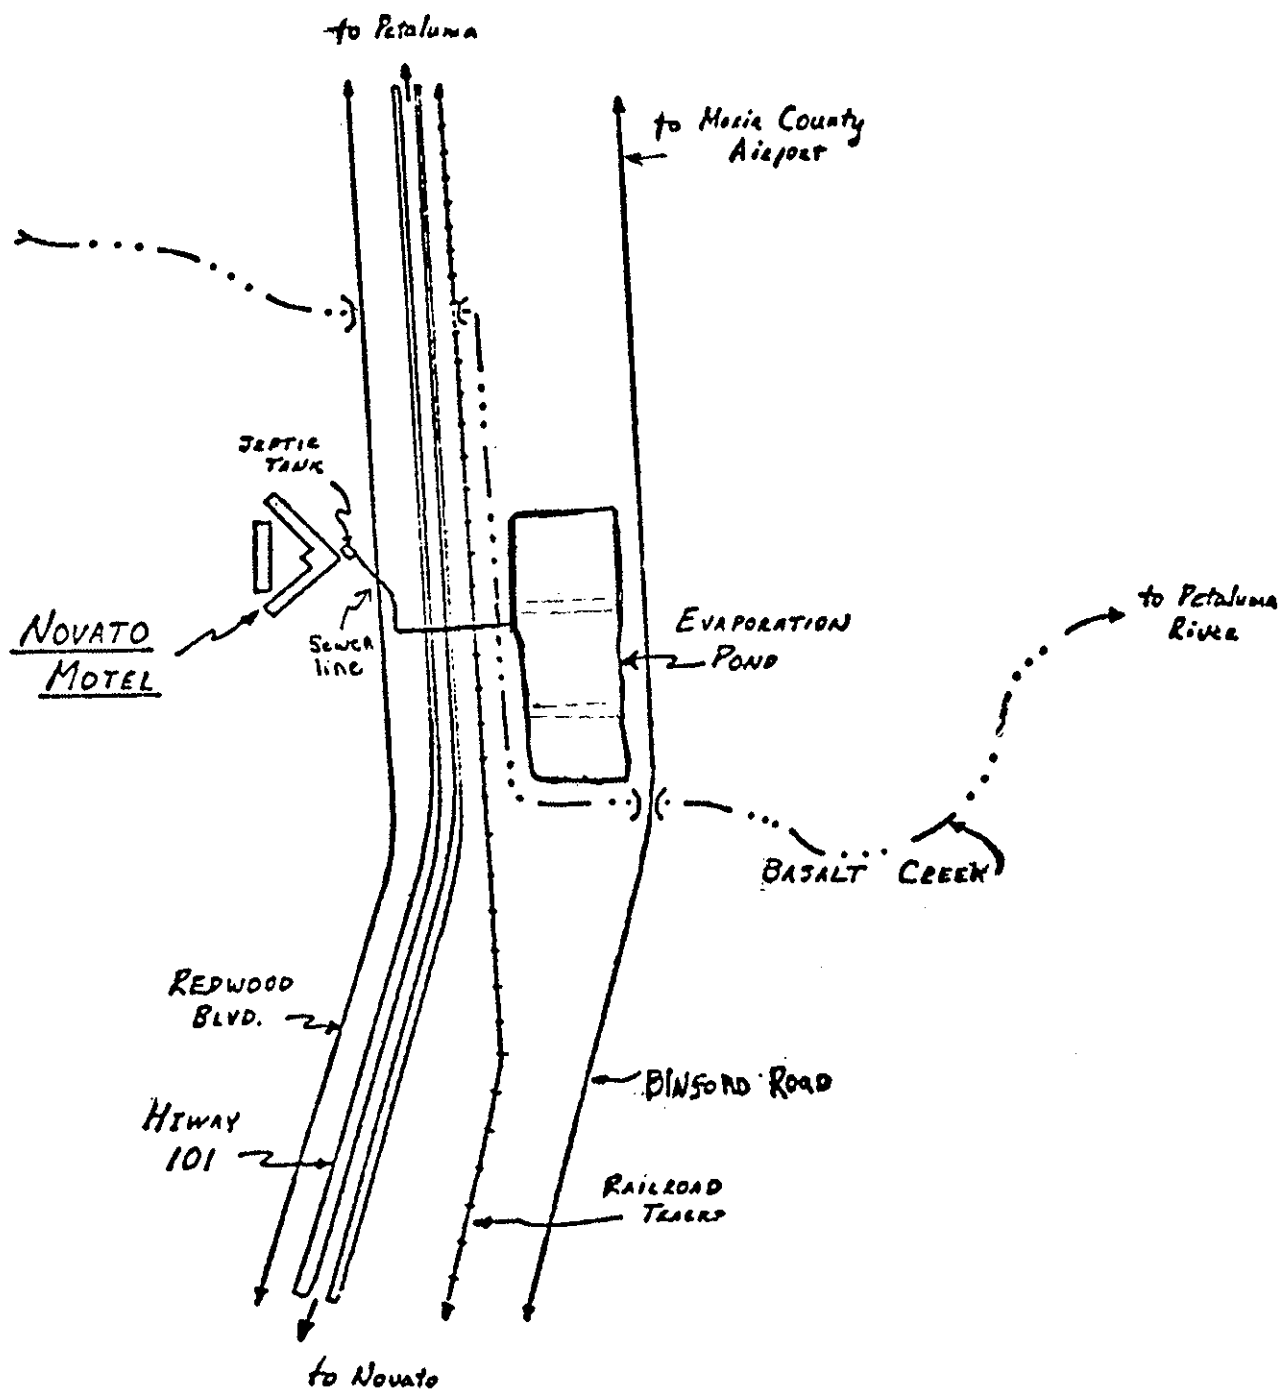 to Petaluma
to Marin County
Airport
SEPTIC
TANK
NOVATO
MOTEL
Sewer
line
EVAPORATION
POND
to Petaluma
River
BASALT CREEK
REDWOOD
BLVD.
HIWAY
101
BINFORD ROAD
RAILROAD
TRACKS
to Novato